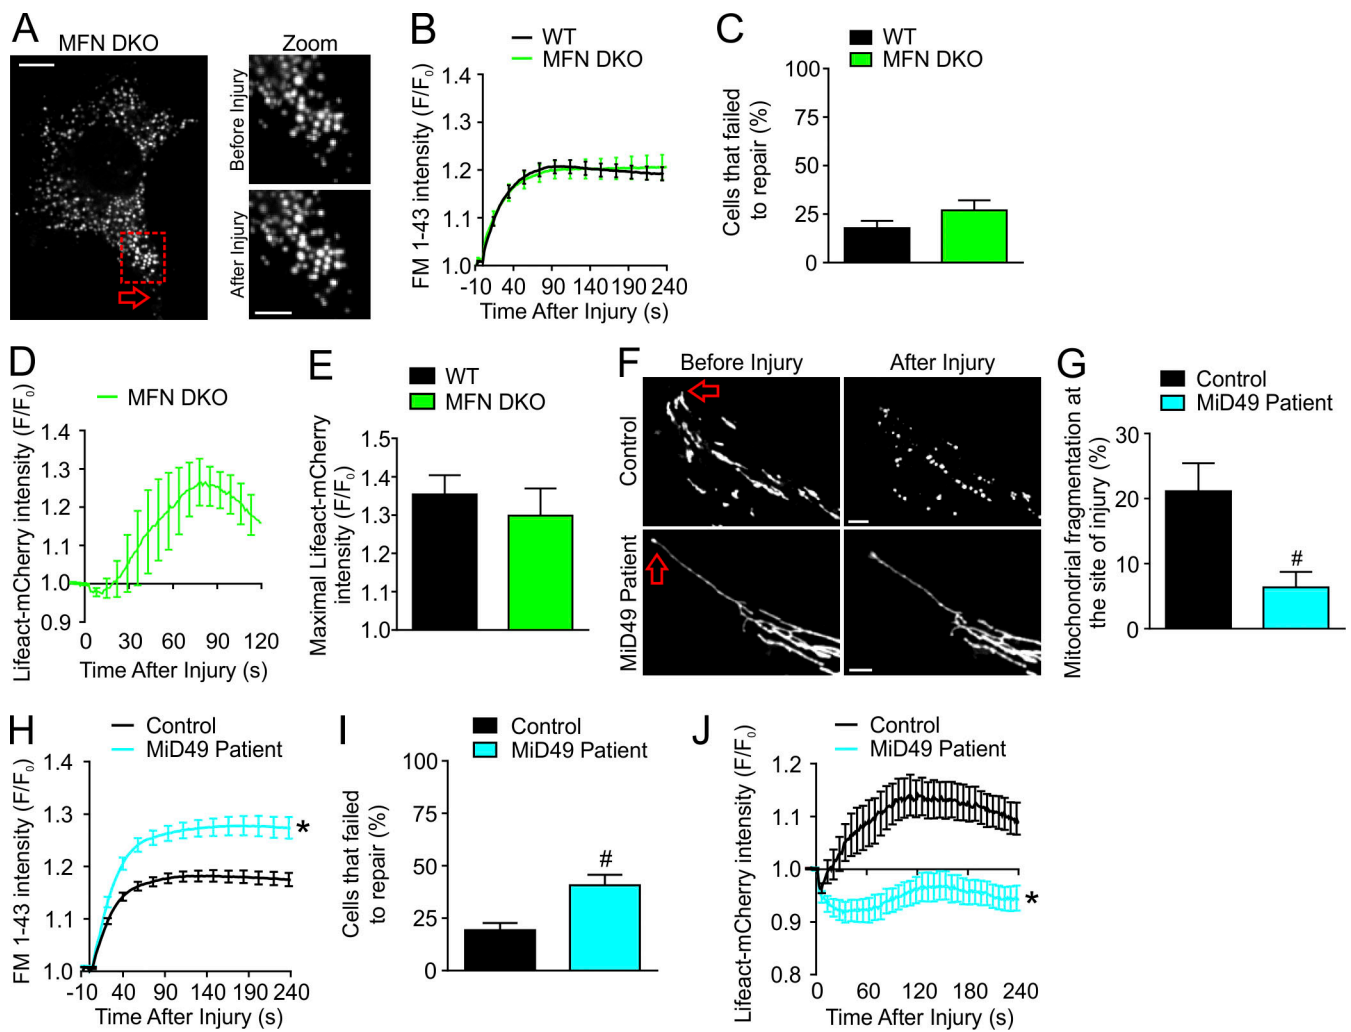 A
MFN DKO
Zoom
Before Injury
After Injury
B
WT
MFN DKO
FM 1-43 intensity (F/F0)
1.4
1.3
1.2
1.1
1.0
-10 40 90 140 190 240
Time After Injury (s)
C
WT
MFN DKO
Cells that failed
to repair (%)
100
75
50
25
0
D
MFN DKO
Lifeact-mCherry intensity (F/F0)
1.4
1.3
1.2
1.1
1.0
0.9
0 30 60 90 120
Time After Injury (s)
E
WT
MFN DKO
Maximal Lifeact-mCherry
intensity (F/F0)
1.5
1.4
1.3
1.2
1.1
1.0
F
Before Injury
After Injury
Control
MiD49 Patient
G
Control
MiD49 Patient
Mitochondrial fragmentation at
the site of injury (%)
30
20
10
0
#
H
Control
MiD49 Patient
FM 1-43 intensity (F/F0)
1.4
1.3
1.2
1.1
1.0
*
-10 40 90 140 190 240
Time After Injury (s)
I
Control
MiD49 Patient
Cells that failed
to repair (%)
100
75
50
25
0
#
J
Control
MiD49 Patient
Lifeact-mCherry intensity (F/F0)
1.2
1.1
1.0
0.9
0.8
*
0 60 120 180 240
Time After Injury (s)